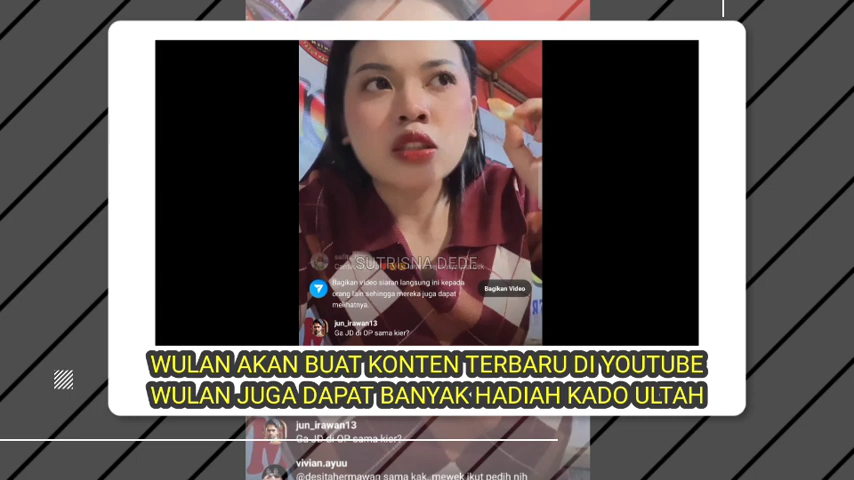 SUTRISNA DEDE
Bagikan video siaran langsung ini kepada
orang lain sehingga mereka juga dapat
melihatnya.
Bagikan Video
jun_irawan13
Ga JD di OP sama kier?
WULAN AKAN BUAT KONTEN TERBARU DI YOUTUBE
WULAN JUGA DAPAT BANYAK HADIAH KADO ULTAH
jun_irawan13
Ga JD di OP sama kier?
vivian.ayuu
@desitahermawan sama kak..mewek ikut pedih nih